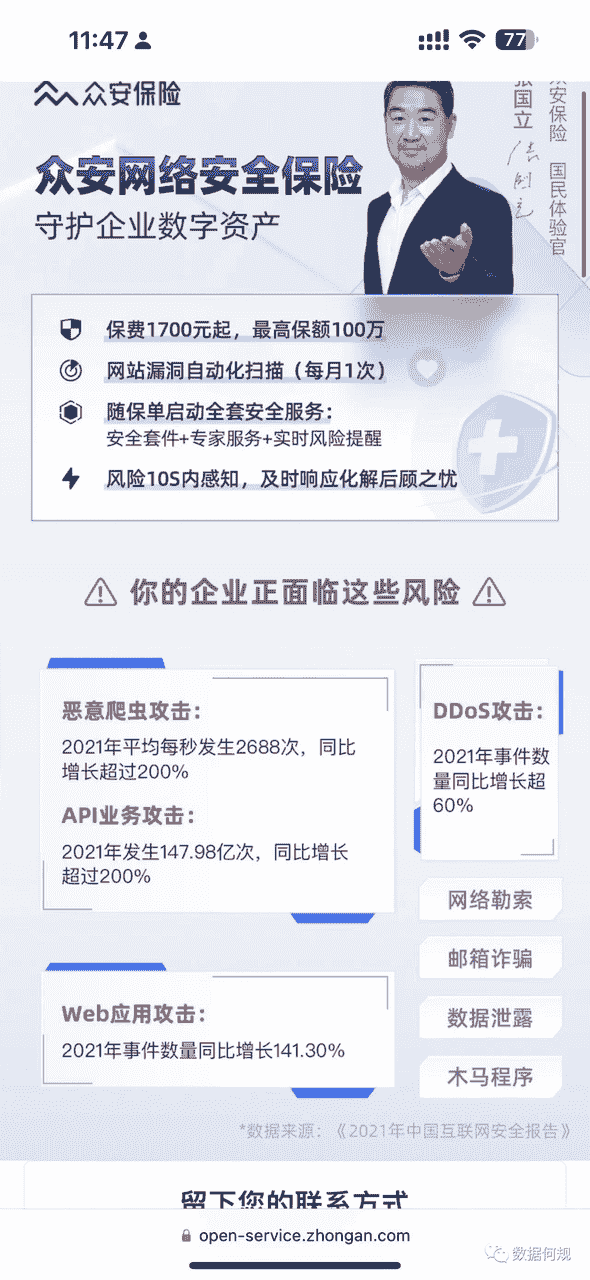 11:47
77
众安保险
众安保险 国民体验官
张国立
众安网络安全保险
守护企业数字资产
保费1700元起，最高保额100万
网站漏洞自动化扫描（每月1次）
随保单启动全套安全服务：
安全套件+专家服务+实时风险提醒
风险10S内感知，及时响应化解后顾之忧
你的企业正面临这些风险
恶意爬虫攻击：
2021年平均每秒发生2688次，同比
增长超过200%
API业务攻击：
2021年发生147.98亿次，同比增长
超过200%
DDoS攻击：
2021年事件数
量同比增长超
60%
网络勒索
邮箱诈骗
数据泄露
木马程序
Web应用攻击：
2021年事件数量同比增长141.30%
*数据来源：《2021年中国互联网安全报告》
留下您的联系方式
open-service.zhongan.com
数据何规